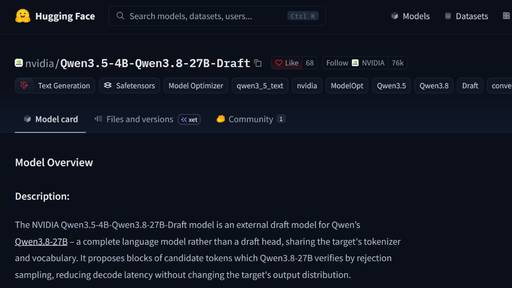 Hugging Face
Search models, datasets, users...
Ctrl K
Models
Datasets
nvidia/Qwen3.5-4B-Qwen3.8-27B-Draft
Like 68
Follow NVIDIA 76k
Text Generation
Safetensors
Model Optimizer
qwen3_5_text
nvidia
ModelOpt
Qwen3.5
Qwen3.8
Draft
conve
Model card
Files and versions
xet
Community 1
Model Overview
Description:
The NVIDIA Qwen3.5-4B-Qwen3.8-27B-Draft model is an external draft model for Qwen's
Qwen3.8-27B – a complete language model rather than a draft head, sharing the target's tokenizer
and vocabulary. It proposes blocks of candidate tokens which Qwen3.8-27B verifies by rejection
sampling, reducing decode latency without changing the target's output distribution.